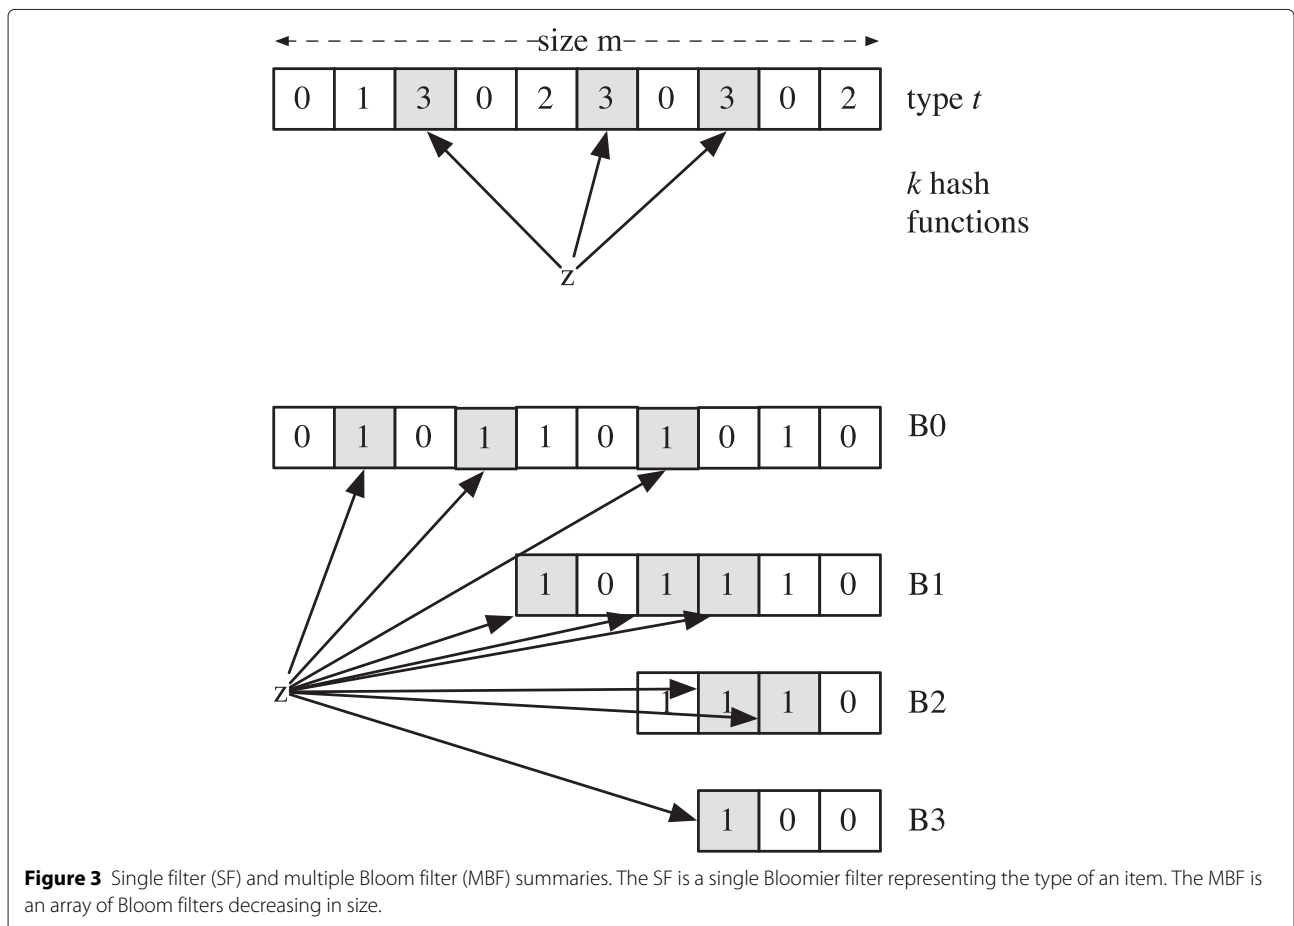 size m
0 1 3 0 2 3 0 3 0 2 type t
k hash
functions
z
0 1 0 1 1 0 1 0 1 0 B0
1 0 1 1 1 0 B1
z
1 1 1 0 B2
1 0 0 B3
Figure 3 Single filter (SF) and multiple Bloom filter (MBF) summaries. The SF is a single Bloomier filter representing the type of an item. The MBF is
an array of Bloom filters decreasing in size.